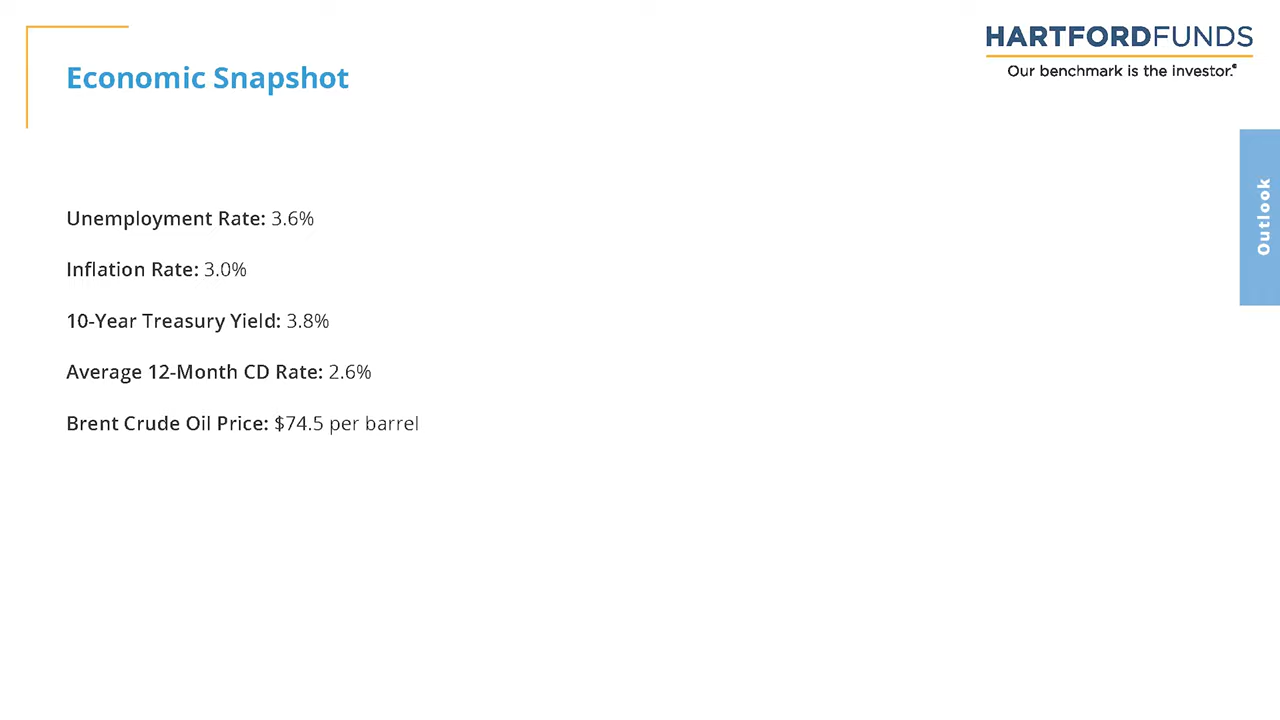 HARTFORDFUNDS
Our benchmark is the investor.®
Economic Snapshot
Outlook
Unemployment Rate: 3.6%
Inflation Rate: 3.0%
10-Year Treasury Yield: 3.8%
Average 12-Month CD Rate: 2.6%
Brent Crude Oil Price: $74.5 per barrel